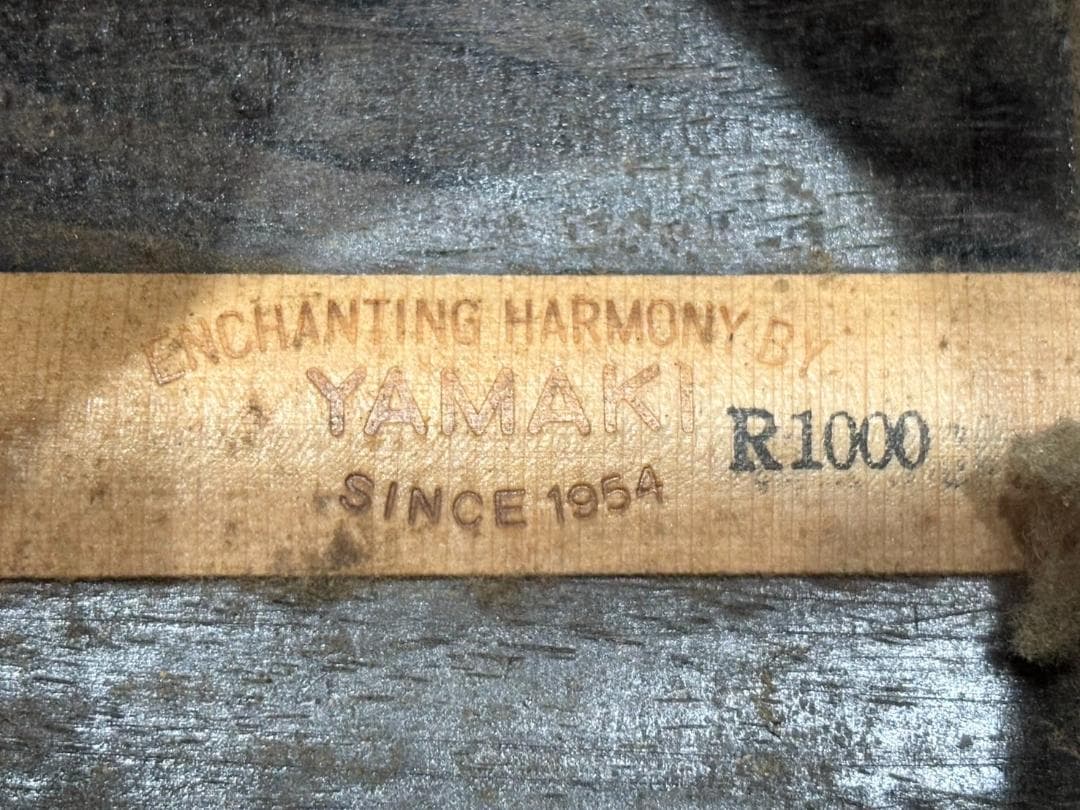 ENCHANTING HARMONY BY
YAMAKI
R1000
SINCE 1954